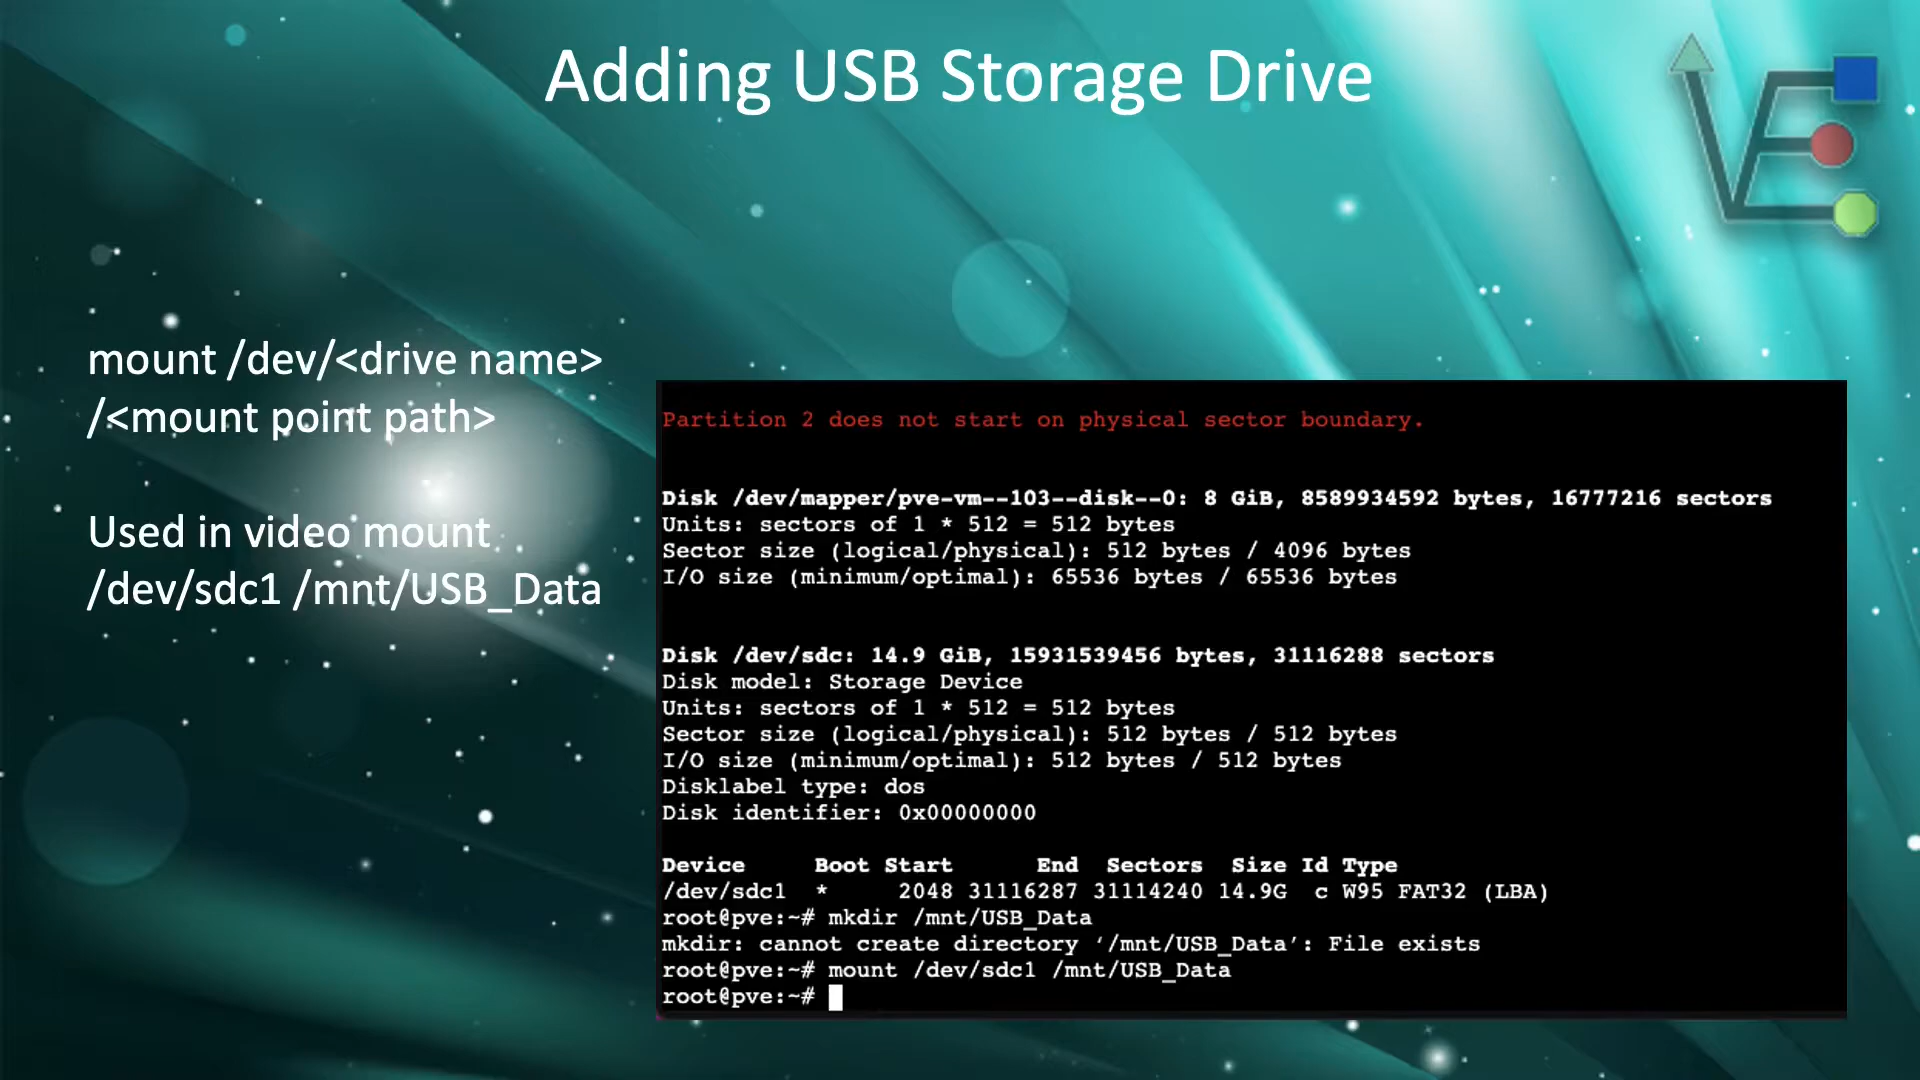 Adding USB Storage Drive
mount /dev/<drive name>
/<mount point path>
Used in video mount
/dev/sdc1 /mnt/USB_Data
Partition 2 does not start on physical sector boundary.
Disk /dev/mapper/pve-vm--103--disk--0: 8 GiB, 8589934592 bytes, 16777216 sectors
Units: sectors of 1 * 512 = 512 bytes
Sector size (logical/physical): 512 bytes / 4096 bytes
I/O size (minimum/optimal): 65536 bytes / 65536 bytes
Disk /dev/sdc: 14.9 GiB, 15931539456 bytes, 31116288 sectors
Disk model: Storage Device
Units: sectors of 1 * 512 = 512 bytes
Sector size (logical/physical): 512 bytes / 512 bytes
I/O size (minimum/optimal): 512 bytes / 512 bytes
Disklabel type: dos
Disk identifier: 0x00000000
Device     Boot Start      End  Sectors  Size Id Type
/dev/sdc1  *     2048 31116287 31114240 14.9G  c W95 FAT32 (LBA)
root@pve:~# mkdir /mnt/USB_Data
mkdir: cannot create directory ‘/mnt/USB_Data’: File exists
root@pve:~# mount /dev/sdc1 /mnt/USB_Data
root@pve:~#